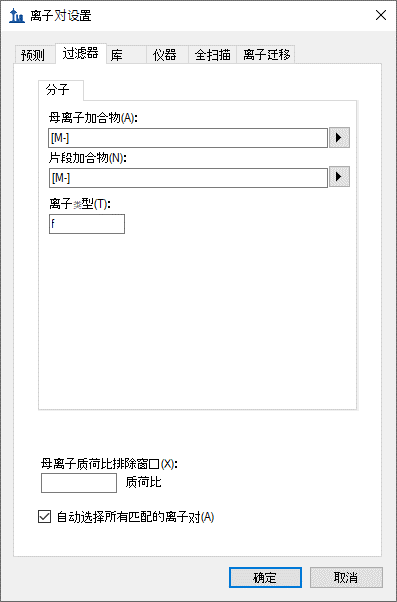 离子对设置
预测 过滤器 库 仪器 全扫描 离子迁移
分子
母离子加合物(A):
[M-]
片段加合物(N):
[M-]
离子类型(T):
f
母离子质荷比排除窗口(X):
质荷比
自动选择所有匹配的离子对(A)
确定 取消